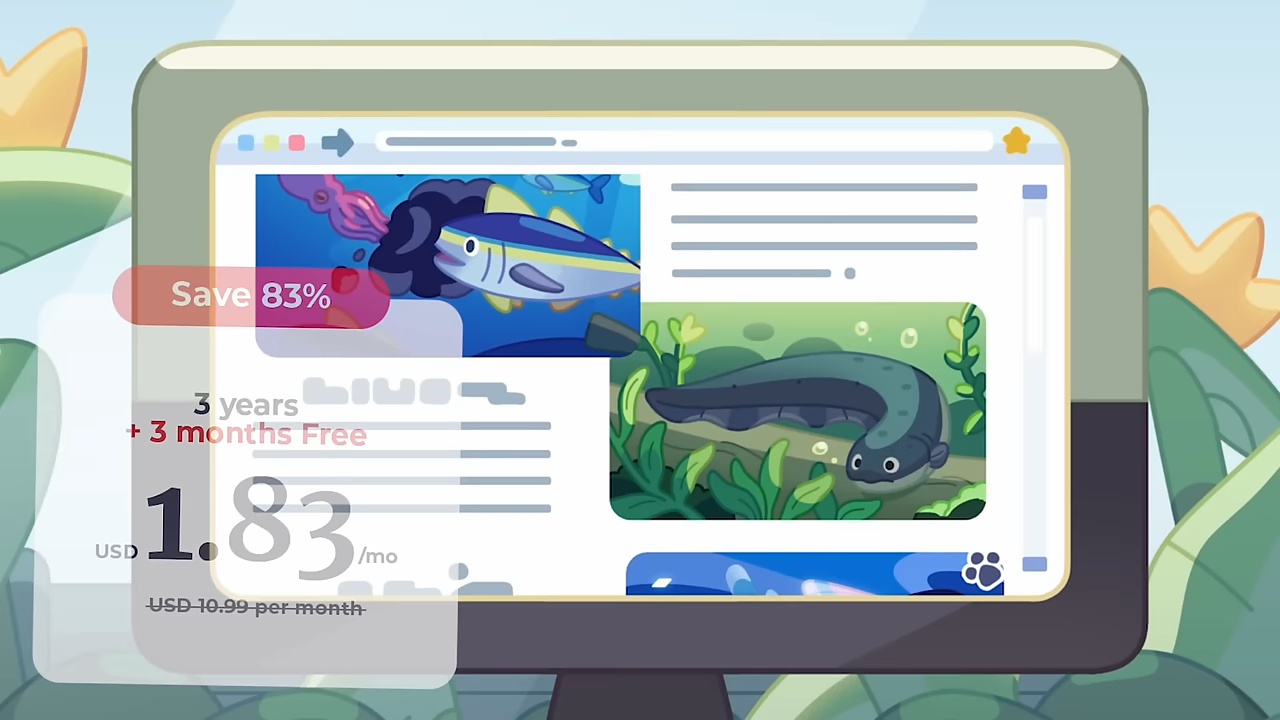 Save 83%
3 years
+ 3 months Free
USD 1.83/mo
USD 10.99 per month